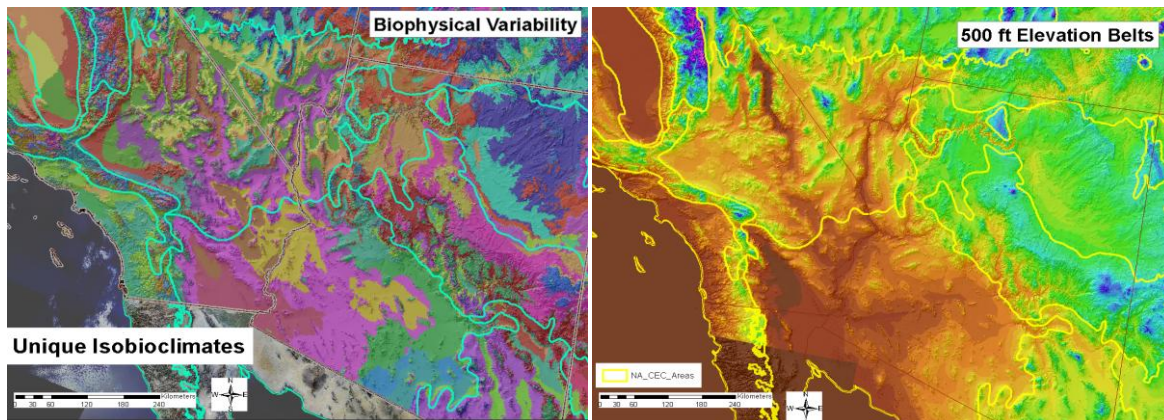 Biophysical Variability
Unique Isobioclimates
N
W E
S
Kilometers
0 30 60 120 180 240
500 ft Elevation Belts
NA_CEC_Areas
N
W E
S
Kilometers
0 30 60 120 180 240